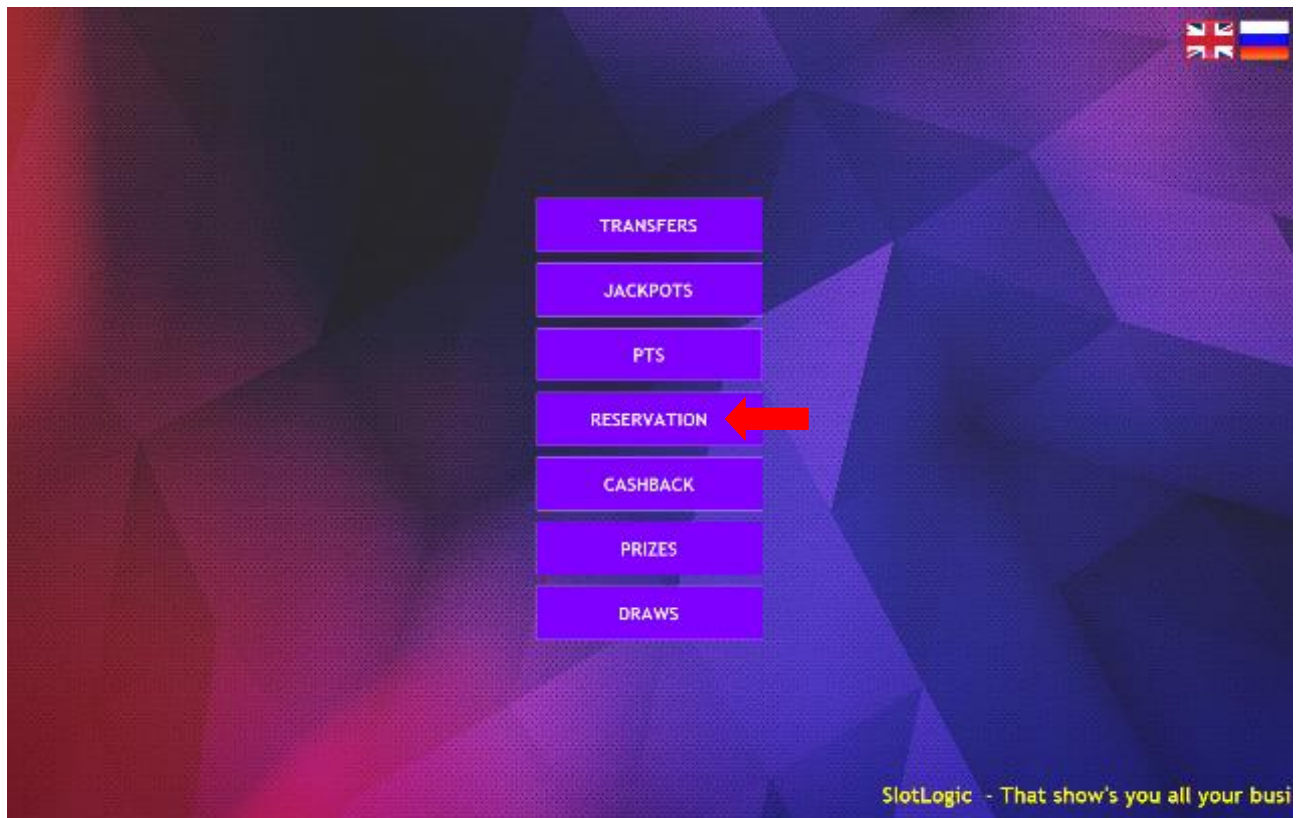 TRANSFERS
JACKPOTS
PTS
RESERVATION
CASHBACK
PRIZES
DRAWS
SlotLogic - That show's you all your busi